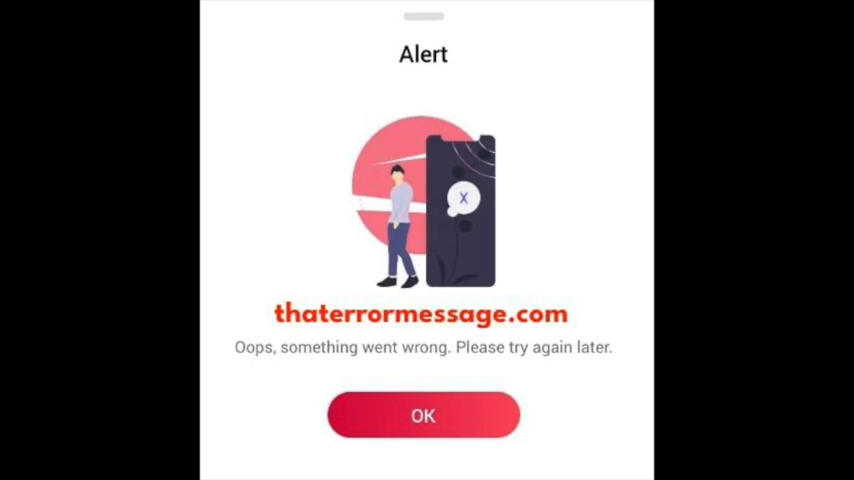 Alert
X
thaterrormessage.com
Oops, something went wrong. Please try again later.
OK